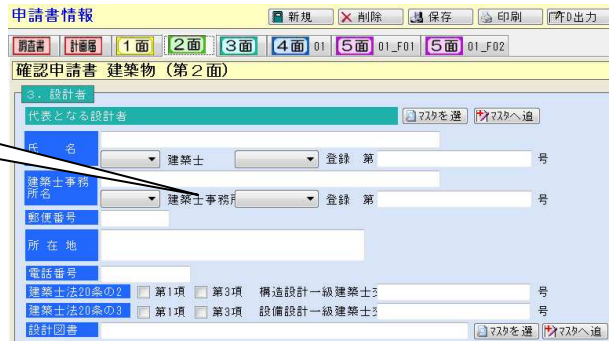 申請書情報 新規 削除 保存 印刷 FD出力
調査書 計画届 1面 2面 3面 4面 01 5面 01_F01 5面 01_F02
確認申請書 建築物 (第2面)
3. 設計者
代表となる設計者 マスタを選 マスタへ追
氏 名
建築士 登録 第 号
建築士事務所名
建築士事務所 登録 第 号
郵便番号
所 在 地
電話番号
建築士法20条の2 第1項 第3項 構造設計一級建築士 号
建築士法20条の3 第1項 第3項 設備設計一級建築士 号
設計図書 マスタを選 マスタへ追